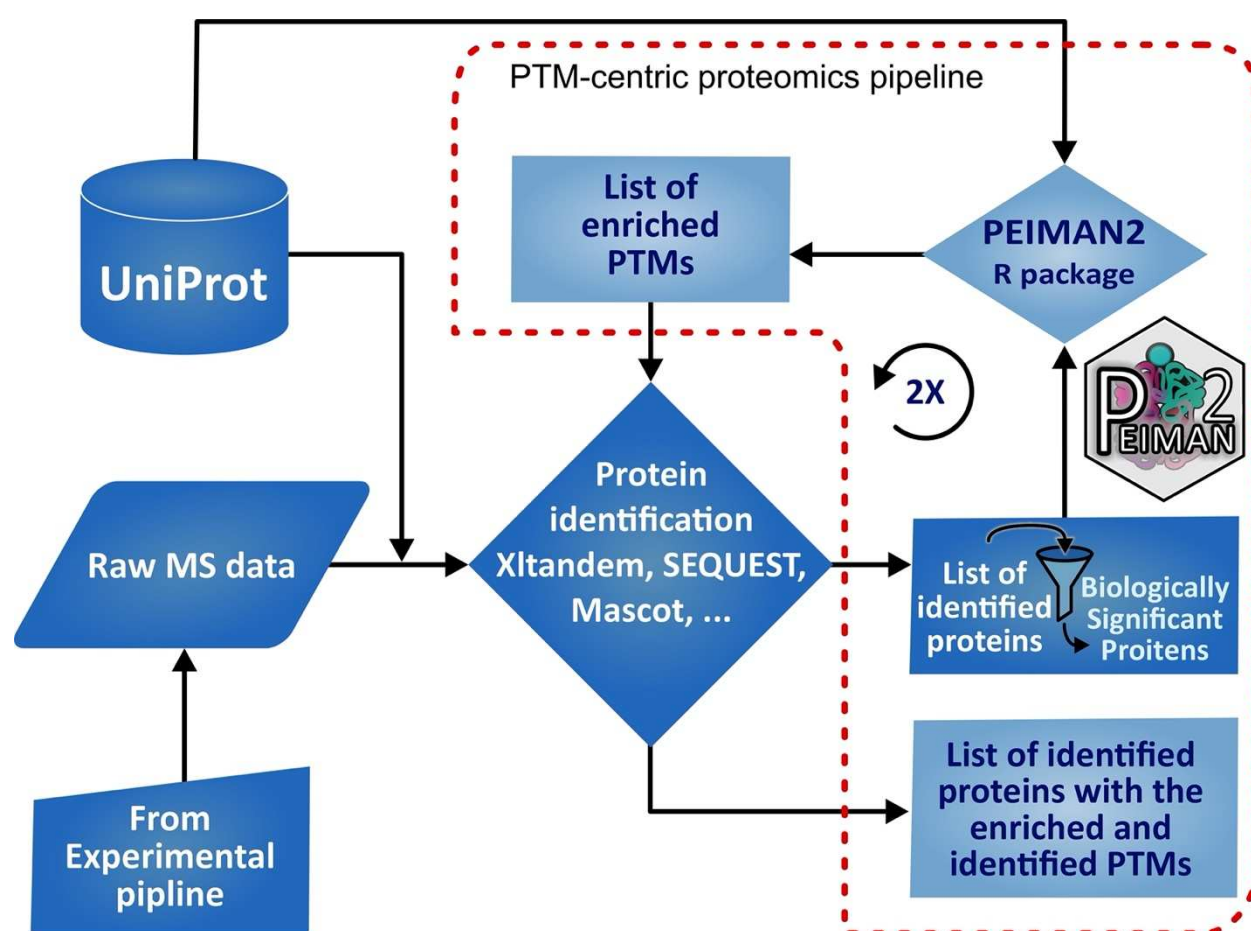 PTM-centric proteomics pipeline
List of
enriched
PTMs
PEIMAN2
R package
UniProt
2X
P 2
EIMAN
Protein
identification
Xltandem, SEQUEST,
Mascot, ...
Raw MS data
List of
identified
proteins
Biologically
Significant
Proitens
From
Experimental
pipline
List of identified
proteins with the
enriched and
identified PTMs